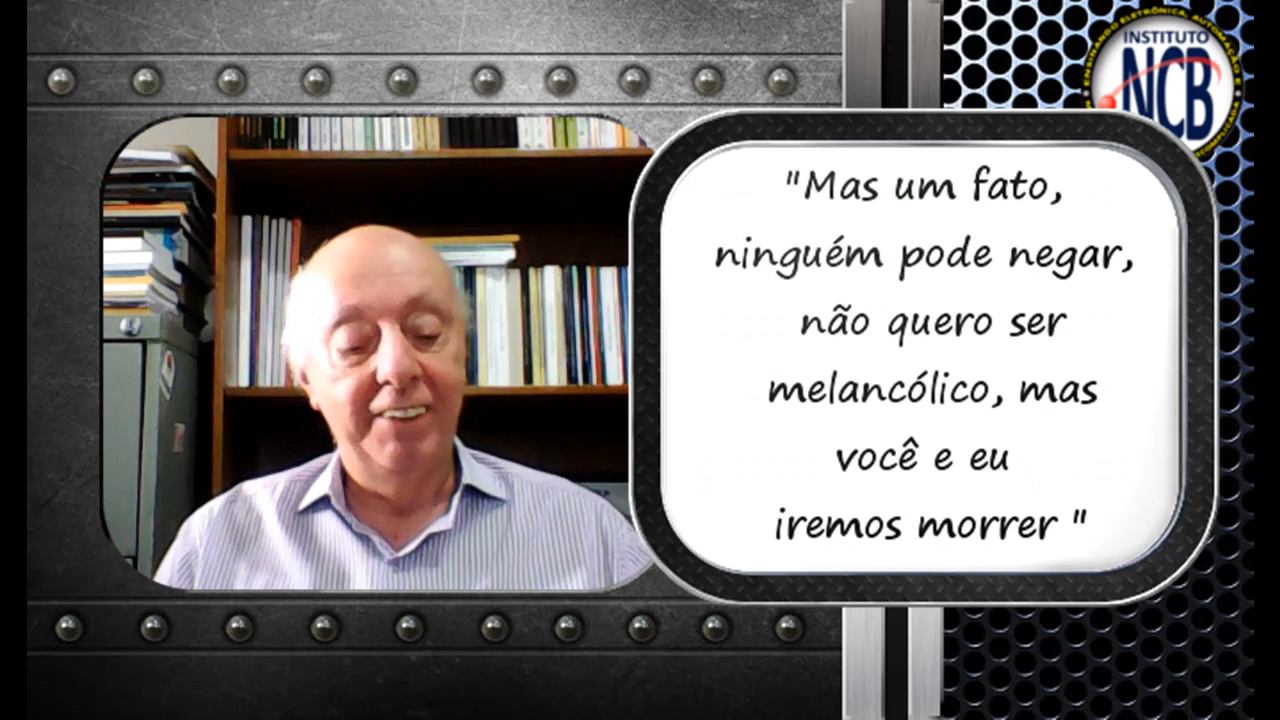 "Mas um fato,
ninguém pode negar,
não quero ser
melancólico, mas
você e eu
iremos morrer "
INSTITUTO
NCB